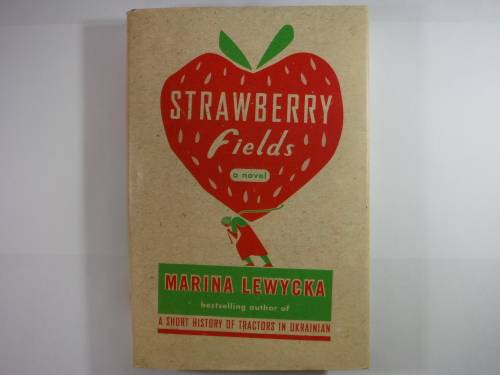 STRAWBERRY
fields
a novel
MARINA LEWYCKA
bestselling author of
A SHORT HISTORY OF TRACTORS IN UKRAINIAN